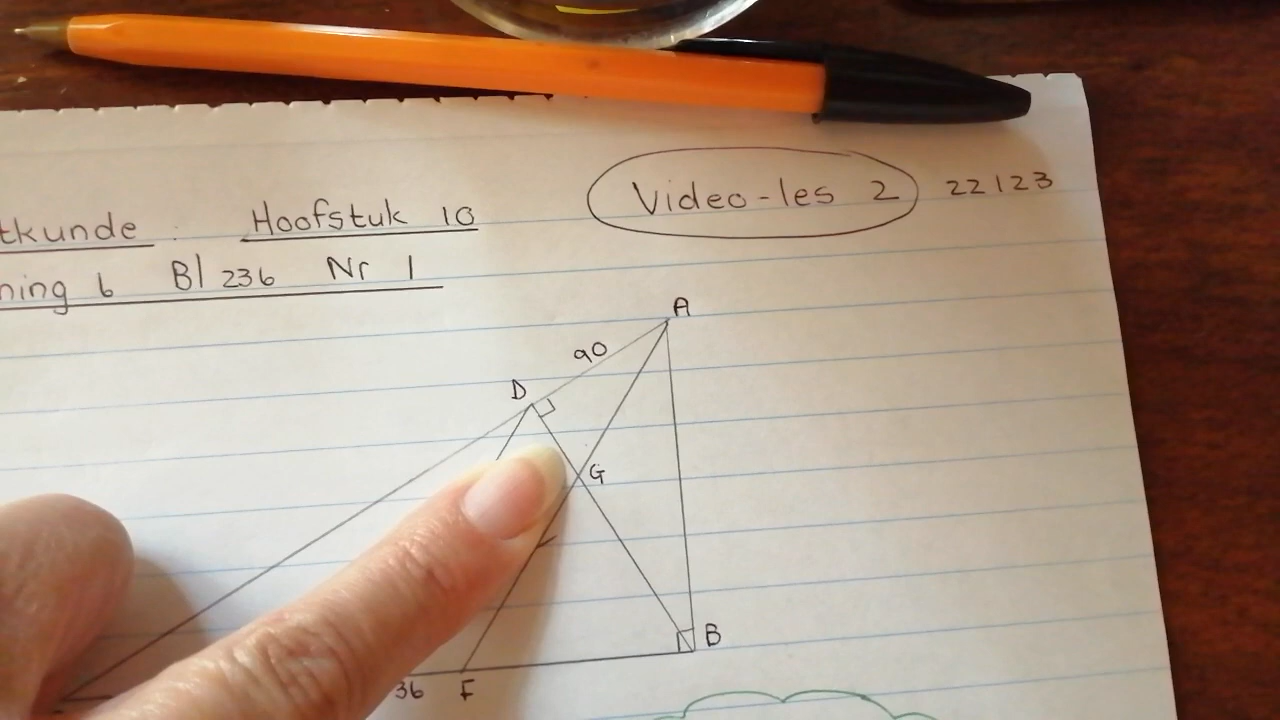 Video-les 2 22123
tkunde : Hoofstuk 10
ning 6 Bl 236 Nr 1
A
90
D
G
B
36 F